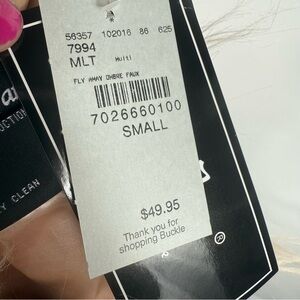 56357 102016 86 625
7994
MLT Multi
FLY AWAY OMBRE FAUX
7026660100
SMALL
$49.95
Thank you for
shopping Buckle
CLEAN